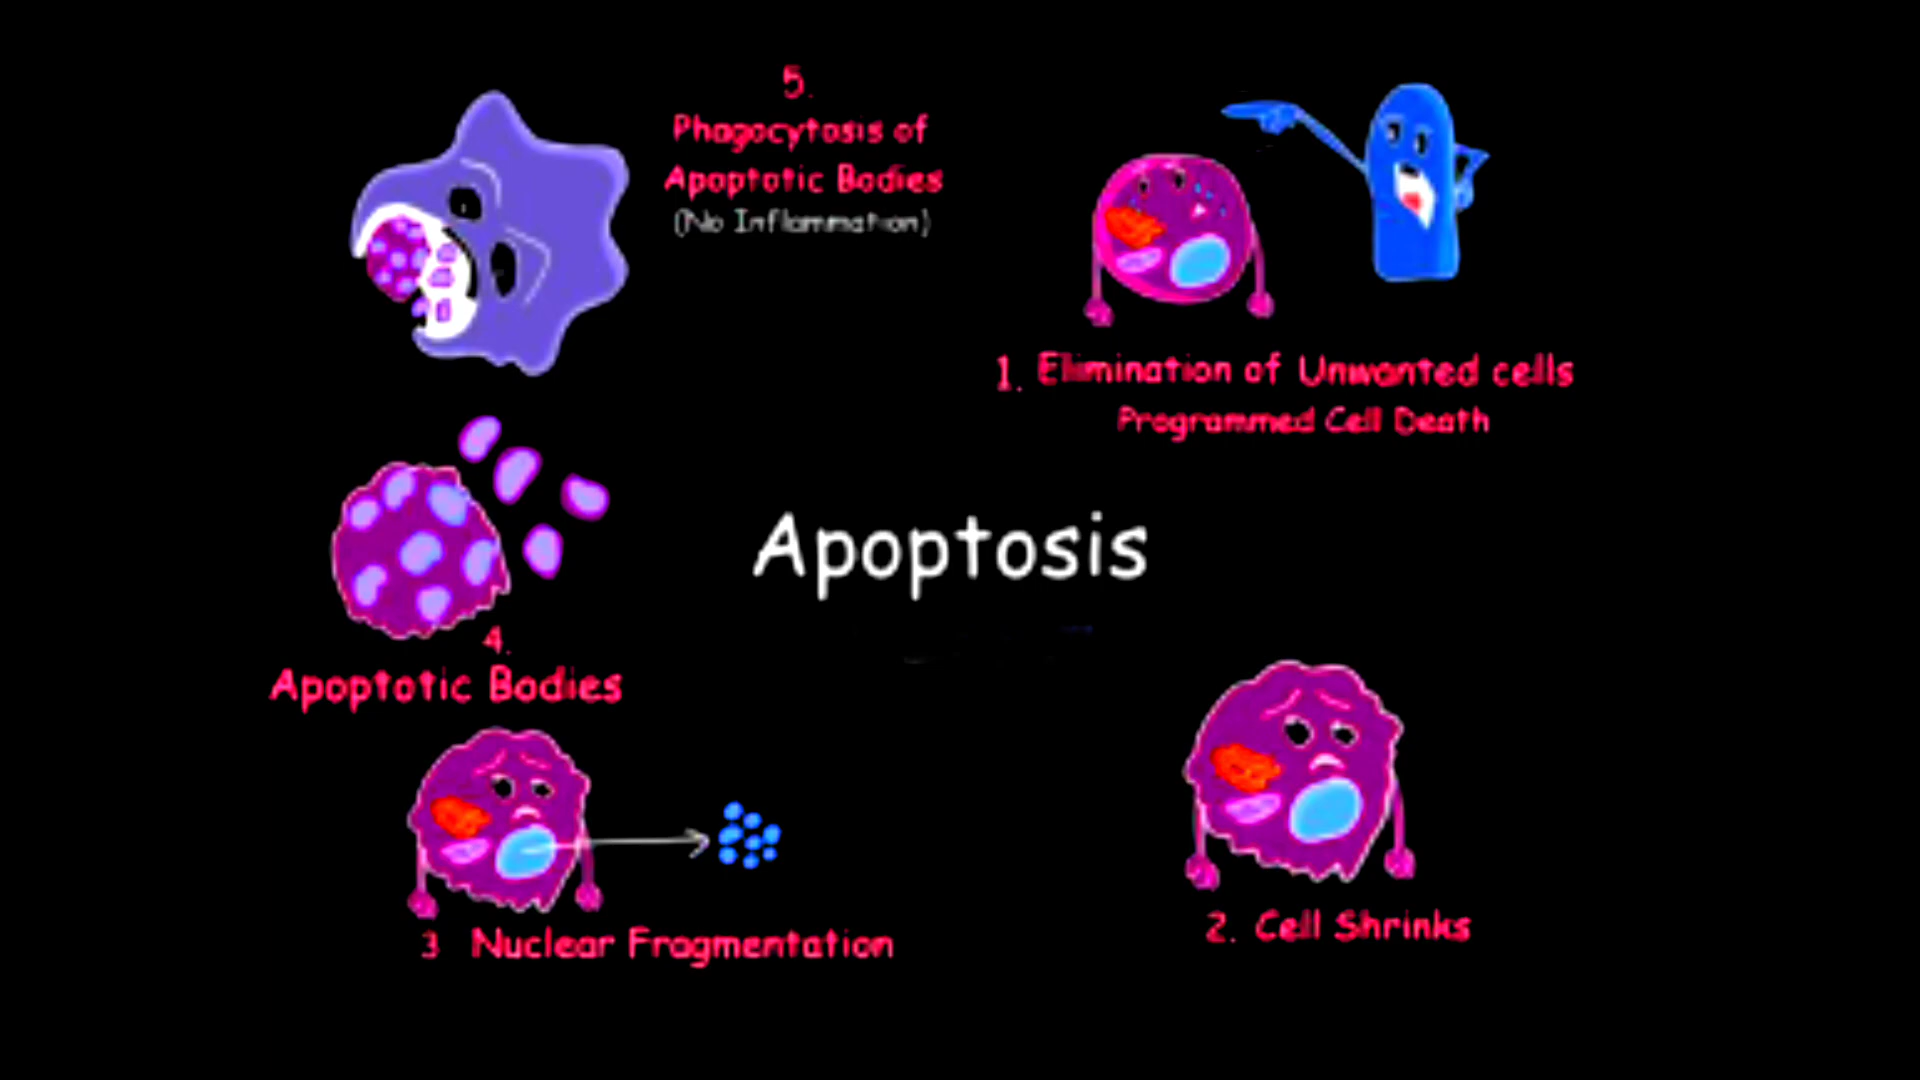 Apoptosis
1. Elimination of Unwanted cells
Programmed Cell Death
2. Cell Shrinks
3 Nuclear Fragmentation
4.
Apoptotic Bodies
5.
Phagocytosis of
Apoptotic Bodies
(No Inflammation)